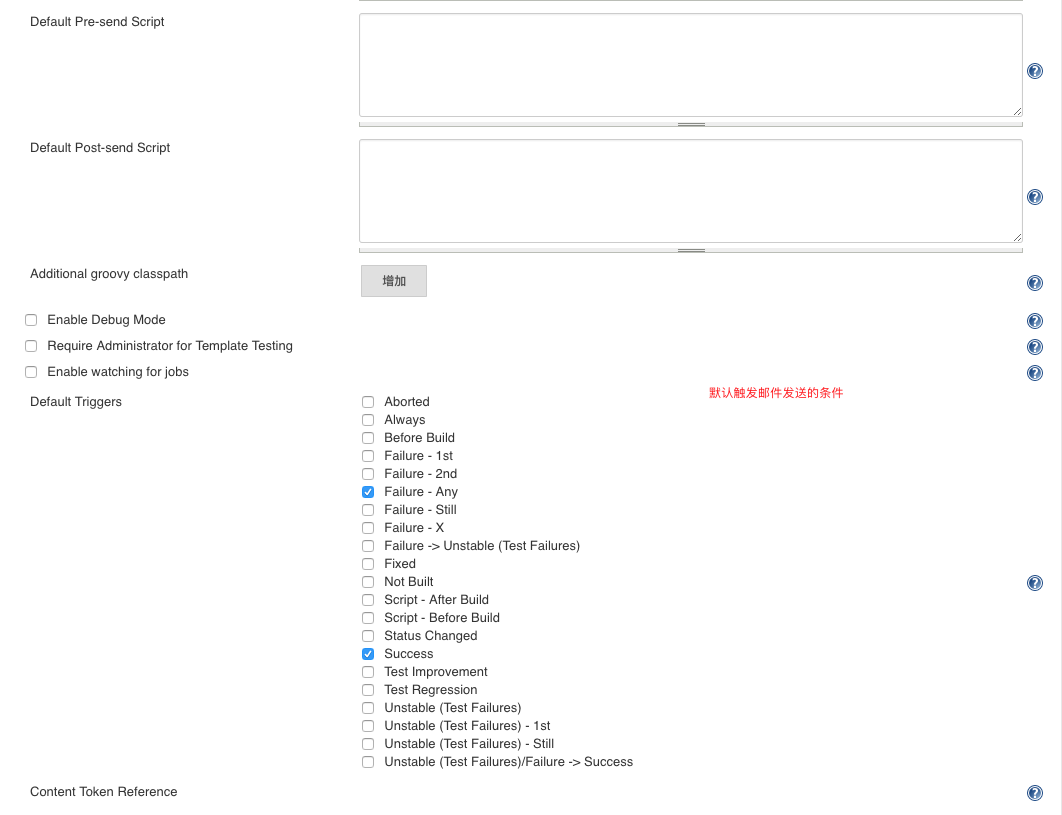 Default Pre-send Script
Default Post-send Script
Additional groovy classpath
增加
Enable Debug Mode
Require Administrator for Template Testing
Enable watching for jobs
默认触发邮件发送的条件
Default Triggers
Aborted
Always
Before Build
Failure - 1st
Failure - 2nd
Failure - Any
Failure - Still
Failure - X
Failure -> Unstable (Test Failures)
Fixed
Not Built
Script - After Build
Script - Before Build
Status Changed
Success
Test Improvement
Test Regression
Unstable (Test Failures)
Unstable (Test Failures) - 1st
Unstable (Test Failures) - Still
Unstable (Test Failures)/Failure -> Success
Content Token Reference